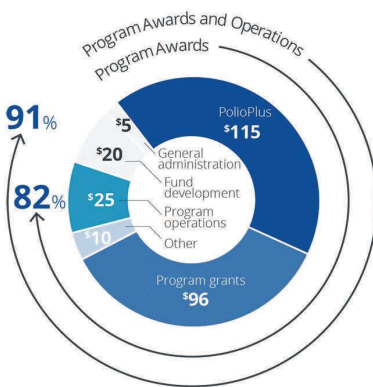 Program Awards and Operations
Program Awards
PolioPlus
$115
91%
$5
General
administration
$20
Fund
development
82%
$25
Program
operations
$10
Other
Program grants
$96